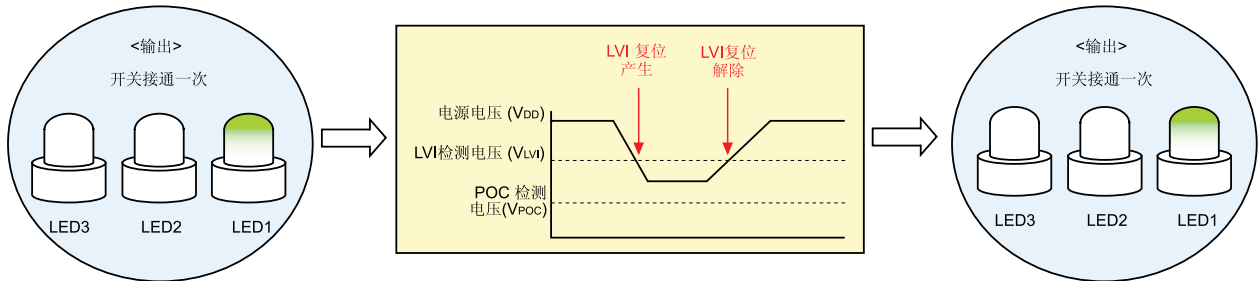 <输出>
开关接通一次
LED3
LED2
LED1
LVI 复位
产生
LVI复位
解除
电源电压 (VDD)
LVI检测电压 (VLVI)
POC 检测
电压(VPOC)
<输出>
开关接通一次
LED3
LED2
LED1